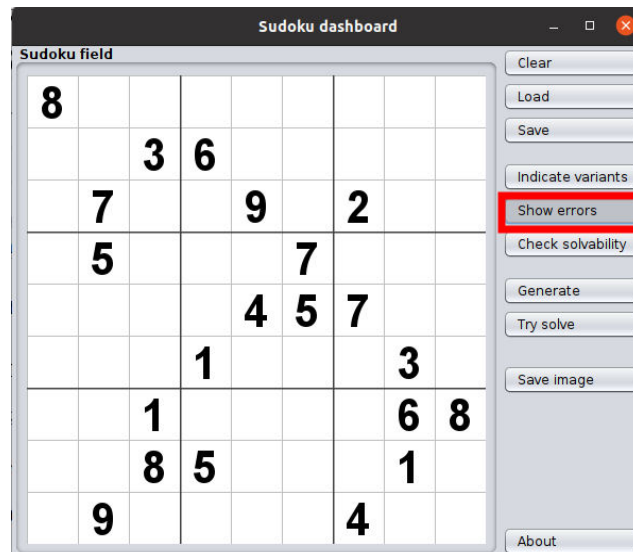 Sudoku dashboard
Sudoku field
8
3 6
7 9 2
5 7
4 5 7
1 3
1 6 8
8 5 1
9 4
Clear
Load
Save
Indicate variants
Show errors
Check solvability
Generate
Try solve
Save image
About